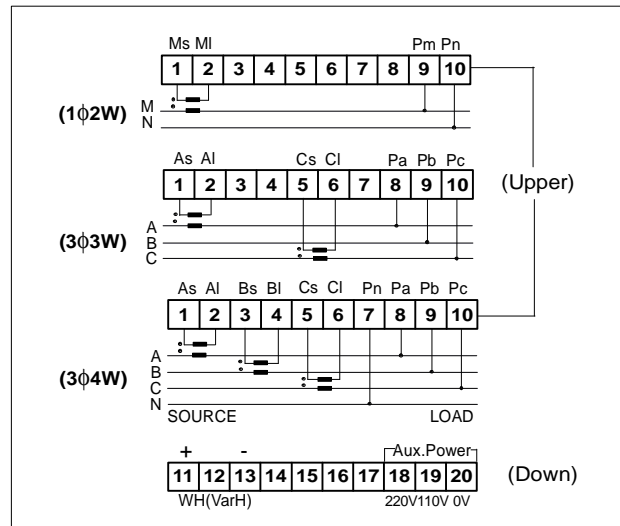 Ms Ml Pm Pn
1 2 3 4 5 6 7 8 9 10
M
(1ϕ2W)
N
As Al Cs Cl Pa Pb Pc
(Upper)
1 2 3 4 5 6 7 8 9 10
A
(3ϕ3W)
B
C
As Al Bs Bl Cs Cl Pn Pa Pb Pc
1 2 3 4 5 6 7 8 9 10
A
(3ϕ4W)
B
C
N
SOURCE LOAD
+ - Aux.Power
11 12 13 14 15 16 17 18 19 20
(Down)
WH(VarH) 220V110V 0V